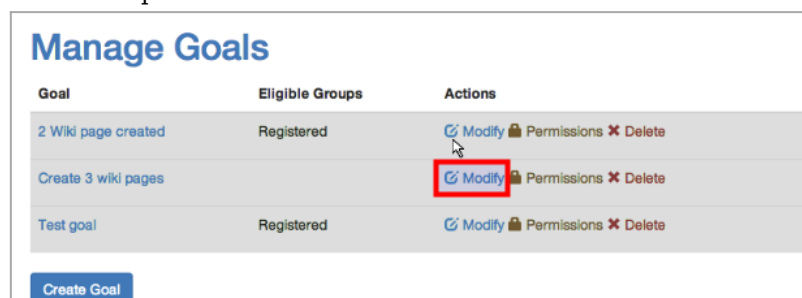 Manage Goals
Goal Eligible Groups Actions
2 Wiki page created Registered Modify Permissions Delete
Create 3 wiki pages Modify Permissions Delete
Test goal Registered Modify Permissions Delete
Create Goal